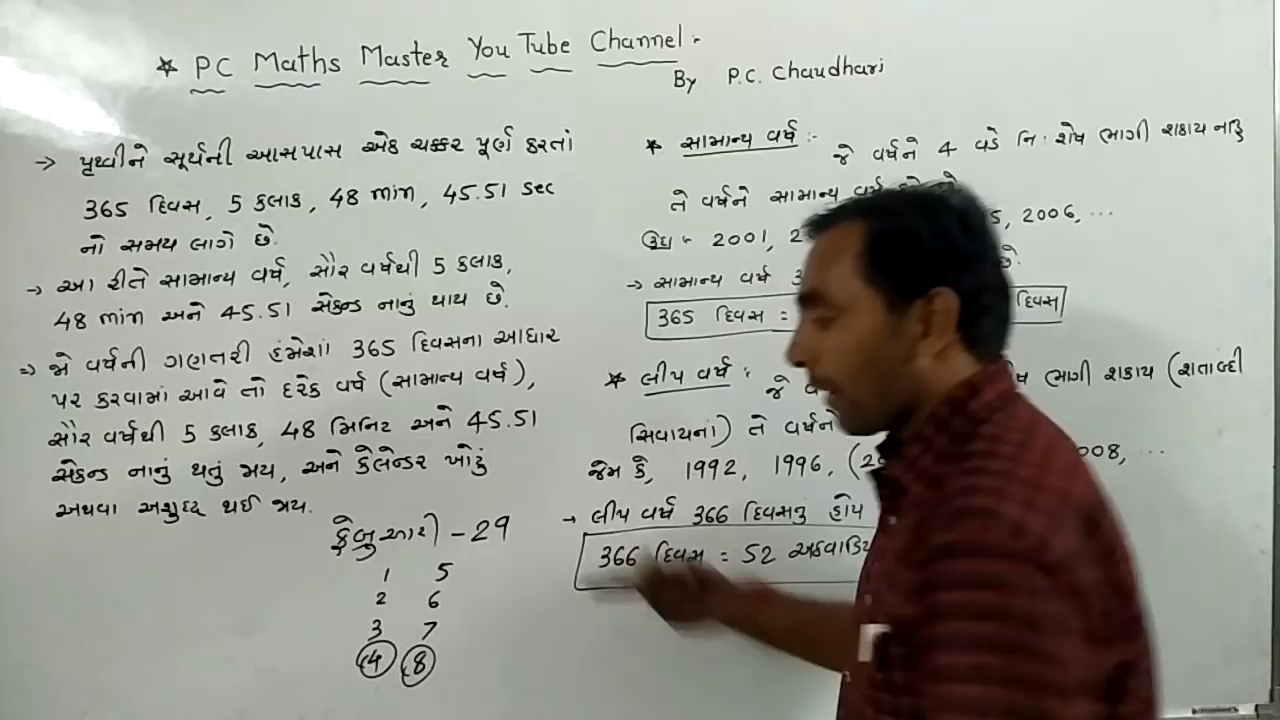 ★ PC Maths Master You Tube Channel :-
By P.C. Chaudhari
→ પૃથ્વીને સૂર્યની આસપાસ એક ચક્કર પૂર્ણ કરતાં
365 દિવસ, 5 કલાક, 48 min, 45.51 sec
નો સમય લાગે છે.
→ આ રીતે સામાન્ય વર્ષ, સૌર વર્ષથી 5 કલાક,
48 min અને 45.51 સેકન્ડ નાનું થાય છે.
→ જો વર્ષની ગણતરી હંમેશાં 365 દિવસના આધાર
પર કરવામાં આવે તો દરેક વર્ષ (સામાન્ય વર્ષ),
સૌર વર્ષથી 5 કલાક, 48 મિનિટ અને 45.51
સેકન્ડ નાનું થતું જાય, અને કેલેન્ડર ખોટું
અથવા અશુદ્ધ થઈ જાય.
ફેબ્રુઆરી - 29
1 5
2 6
3 7
4 8
★ સામાન્ય વર્ષ :-
જે વર્ષને 4 વડે નિ:શેષ ભાગી શકાય નહિ
તે વર્ષને સામાન્ય વર્ષ
ઉદા :- 2001, 2006, ...
→ સામાન્ય વર્ષ 3 છે.
365 દિવસ = દિવસ
★ લીપ વર્ષ :
જે ભાગી શકાય (શતાબ્દી
સિવાયનાં) તે વર્ષને
જેમ કે, 1992, 1996, (20 008, ...
→ લીપ વર્ષ 366 દિવસનું હોય
366 દિવસ = 52 અઠવાડિય